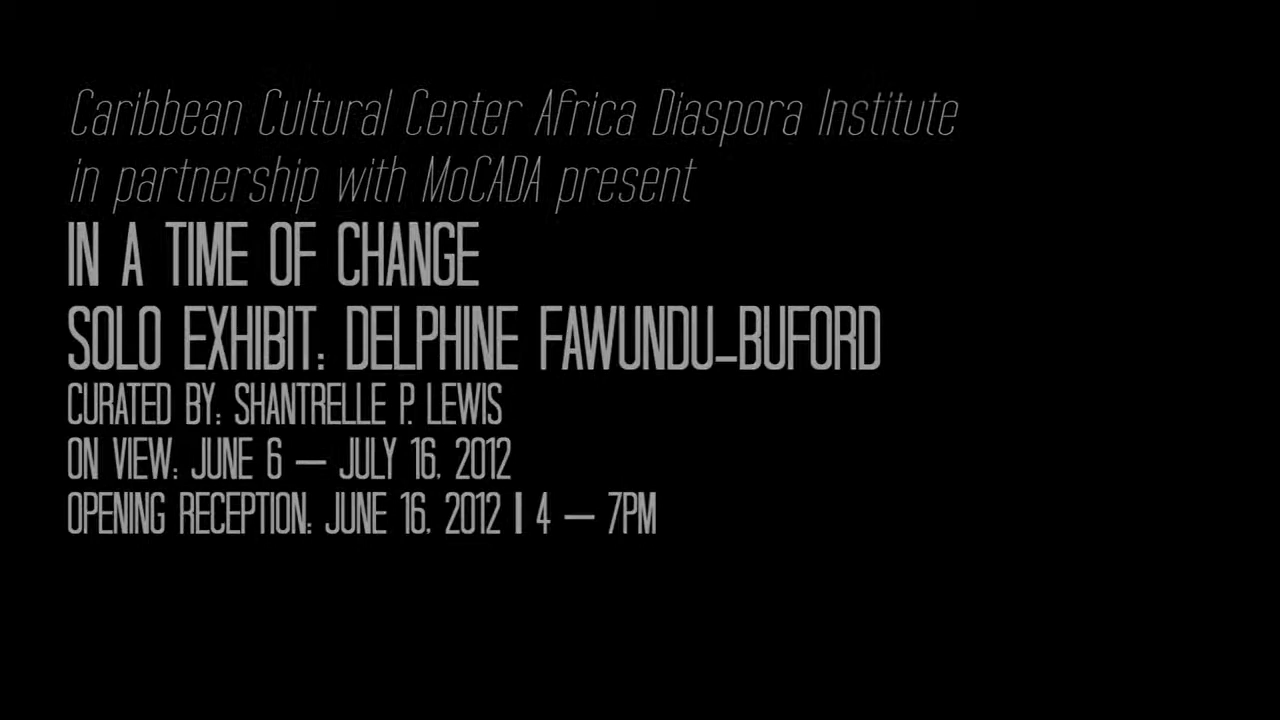 Caribbean Cultural Center Africa Diaspora Institute
in partnership with MoCADA present
IN A TIME OF CHANGE
SOLO EXHIBIT: DELPHINE FAWUNDU-BUFORD
CURATED BY: SHANTRELLE P. LEWIS
ON VIEW: JUNE 6 — JULY 16, 2012
OPENING RECEPTION: JUNE 16, 2012 | 4 — 7PM